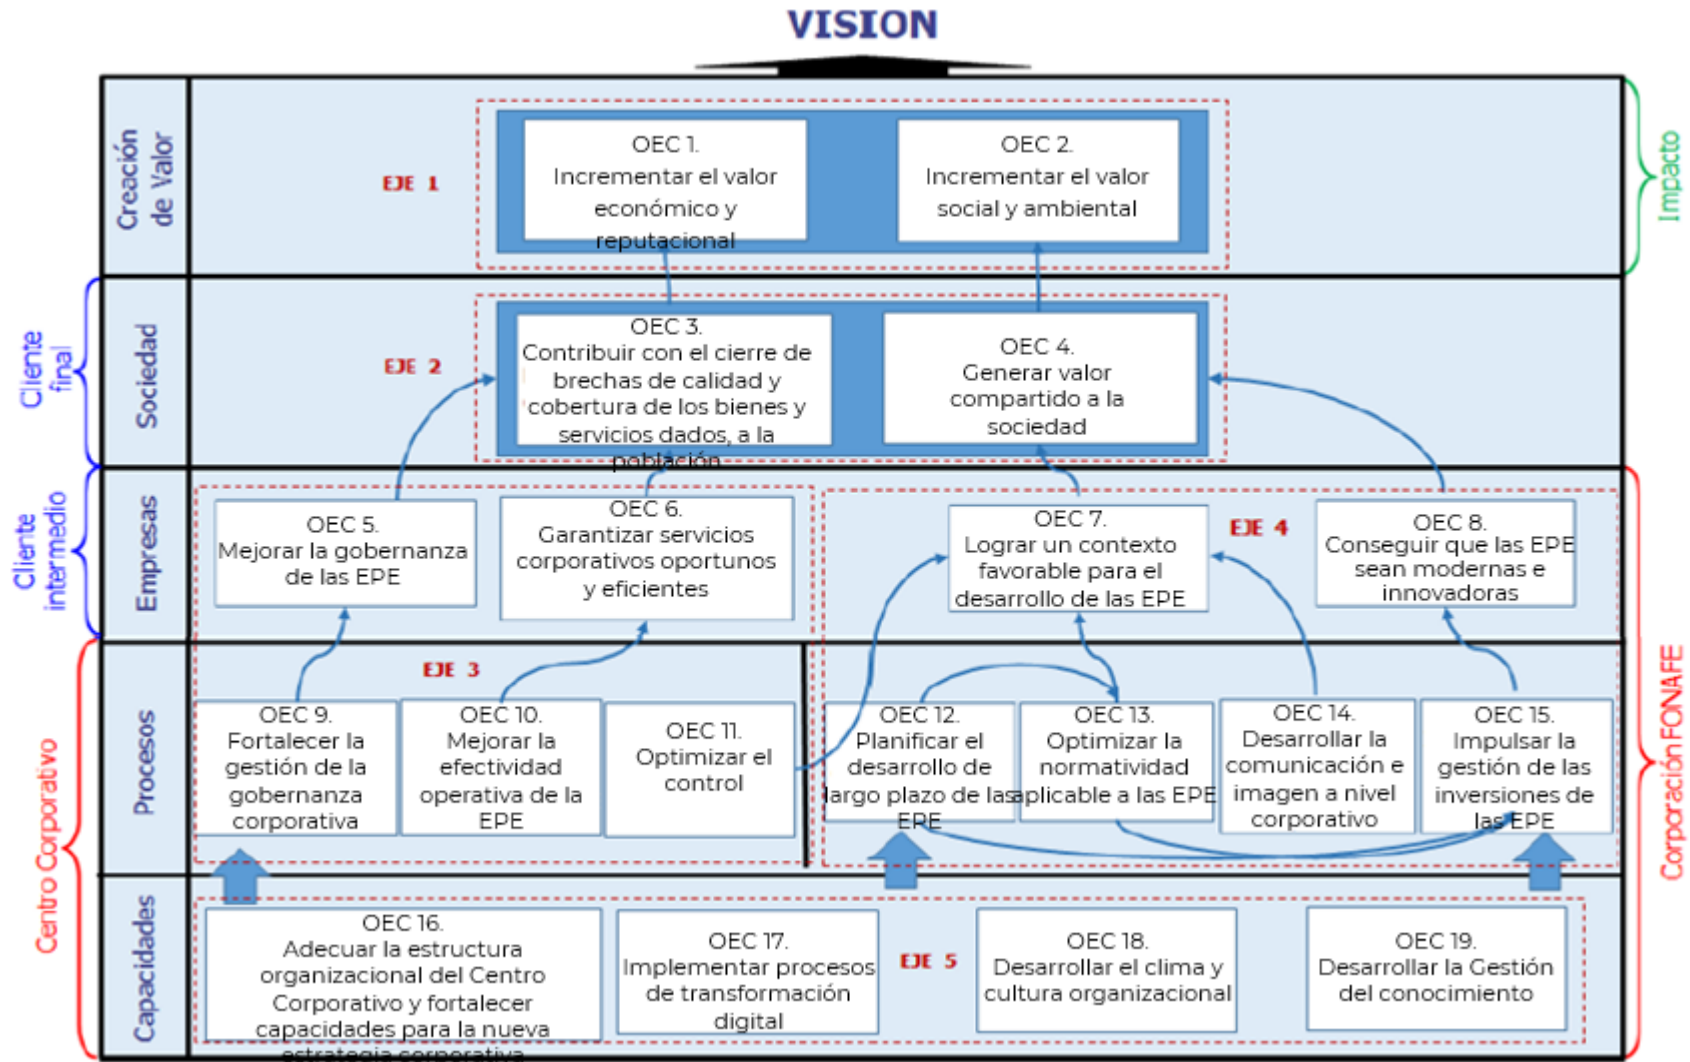 VISION
Creación
de Valor
EJE 1
OEC 1.
Incrementar el valor
económico y
reputacional
OEC 2.
Incrementar el valor
social y ambiental
Impacto
Cliente
final
Sociedad
EJE 2
OEC 3.
Contribuir con el cierre de
brechas de calidad y
cobertura de los bienes y
servicios dados, a la
población
OEC 4.
Generar valor
compartido a la
sociedad
Cliente
intermedio
Empresas
OEC 5.
Mejorar la gobernanza
de las EPE
OEC 6.
Garantizar servicios
corporativos oportunos
y eficientes
OEC 7.
Lograr un contexto
favorable para el
desarrollo de las EPE
EJE 4
OEC 8.
Conseguir que las EPE
sean modernas e
innovadoras
Centro Corporativo
Procesos
EJE 3
OEC 9.
Fortalecer la
gestión de la
gobernanza
corporativa
OEC 10.
Mejorar la
efectividad
operativa de la
EPE
OEC 11.
Optimizar el
control
OEC 12.
Planificar el
desarrollo de
largo plazo de las
EPE
OEC 13.
Optimizar la
normatividad
aplicable a las EPE
OEC 14.
Desarrollar la
comunicación e
imagen a nivel
corporativo
OEC 15.
Impulsar la
gestión de las
inversiones de
las EPE
Corporación FONAFE
Capacidades
OEC 16.
Adecuar la estructura
organizacional del Centro
Corporativo y fortalecer
capacidades para la nueva
estrategia corporativa
OEC 17.
Implementar procesos
de transformación
digital
EJE 5
OEC 18.
Desarrollar el clima y
cultura organizacional
OEC 19.
Desarrollar la Gestión
del conocimiento